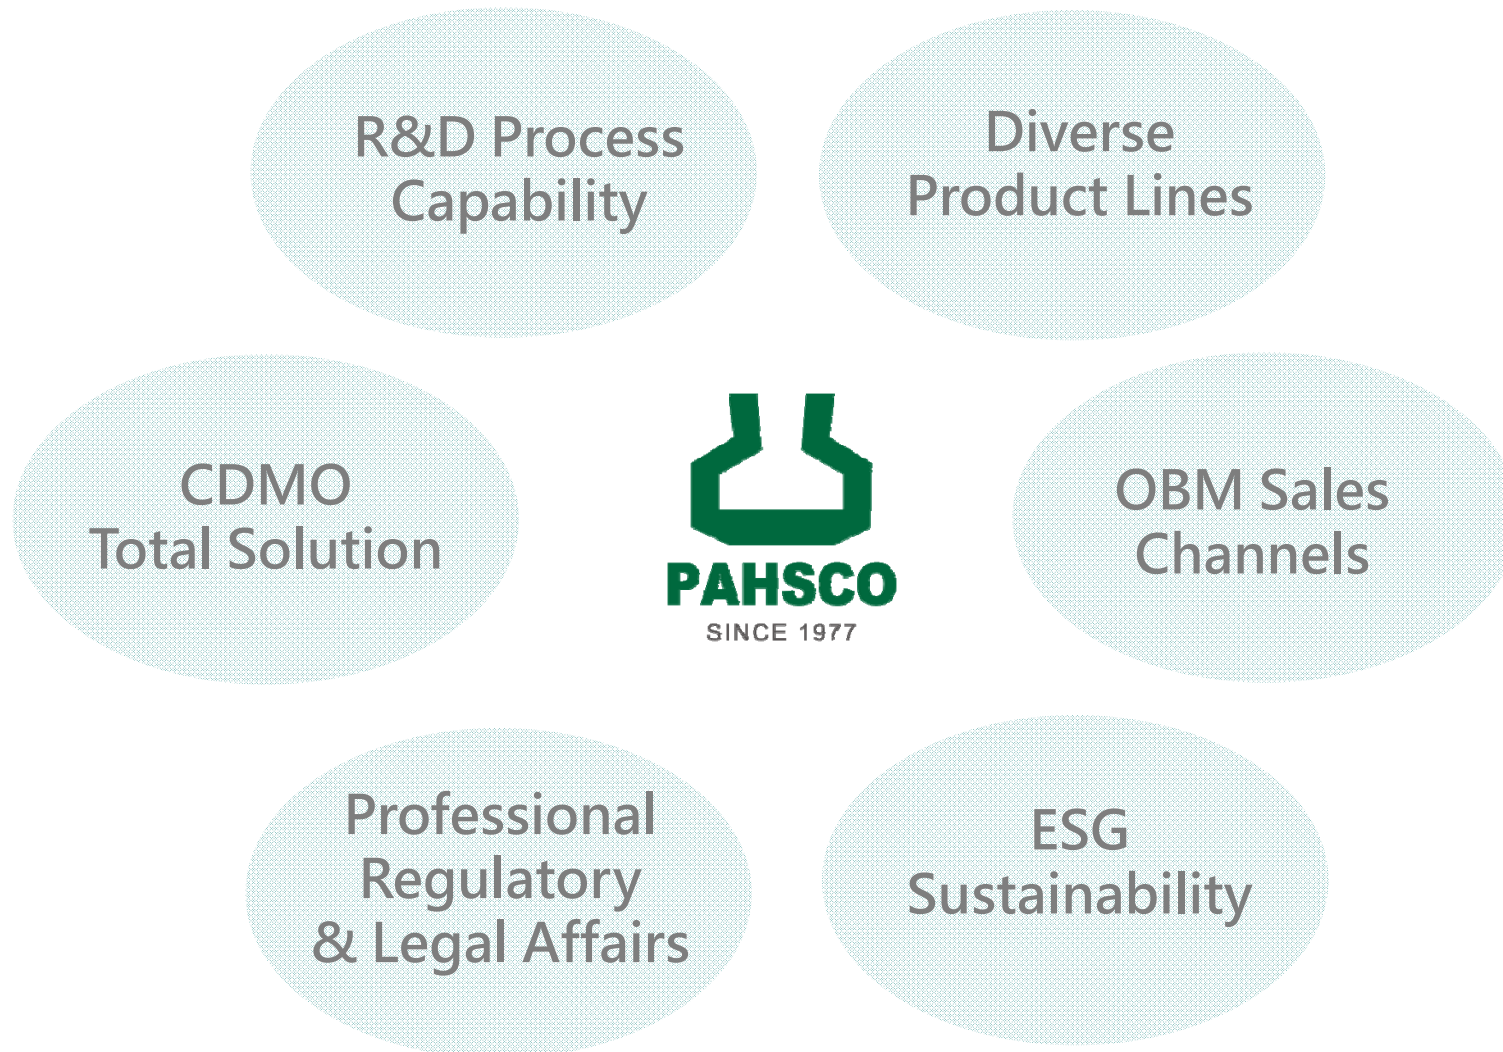 R&D Process
Capability
Diverse
Product Lines
CDMO
Total Solution
PAHSCO
SINCE 1977
OBM Sales
Channels
Professional
Regulatory
& Legal Affairs
ESG
Sustainability